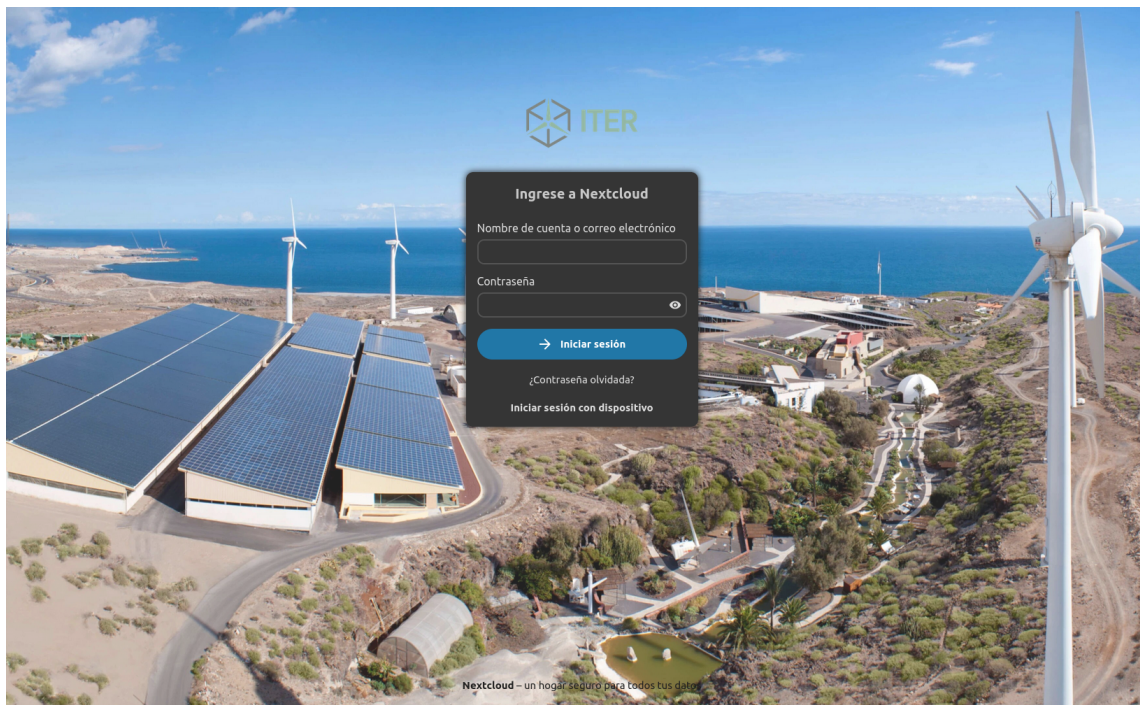 ITER
Ingrese a Nextcloud
Nombre de cuenta o correo electrónico
Contraseña
Iniciar sesión
¿Contraseña olvidada?
Iniciar sesión con dispositivo
Nextcloud – un hogar seguro para todos tus datos